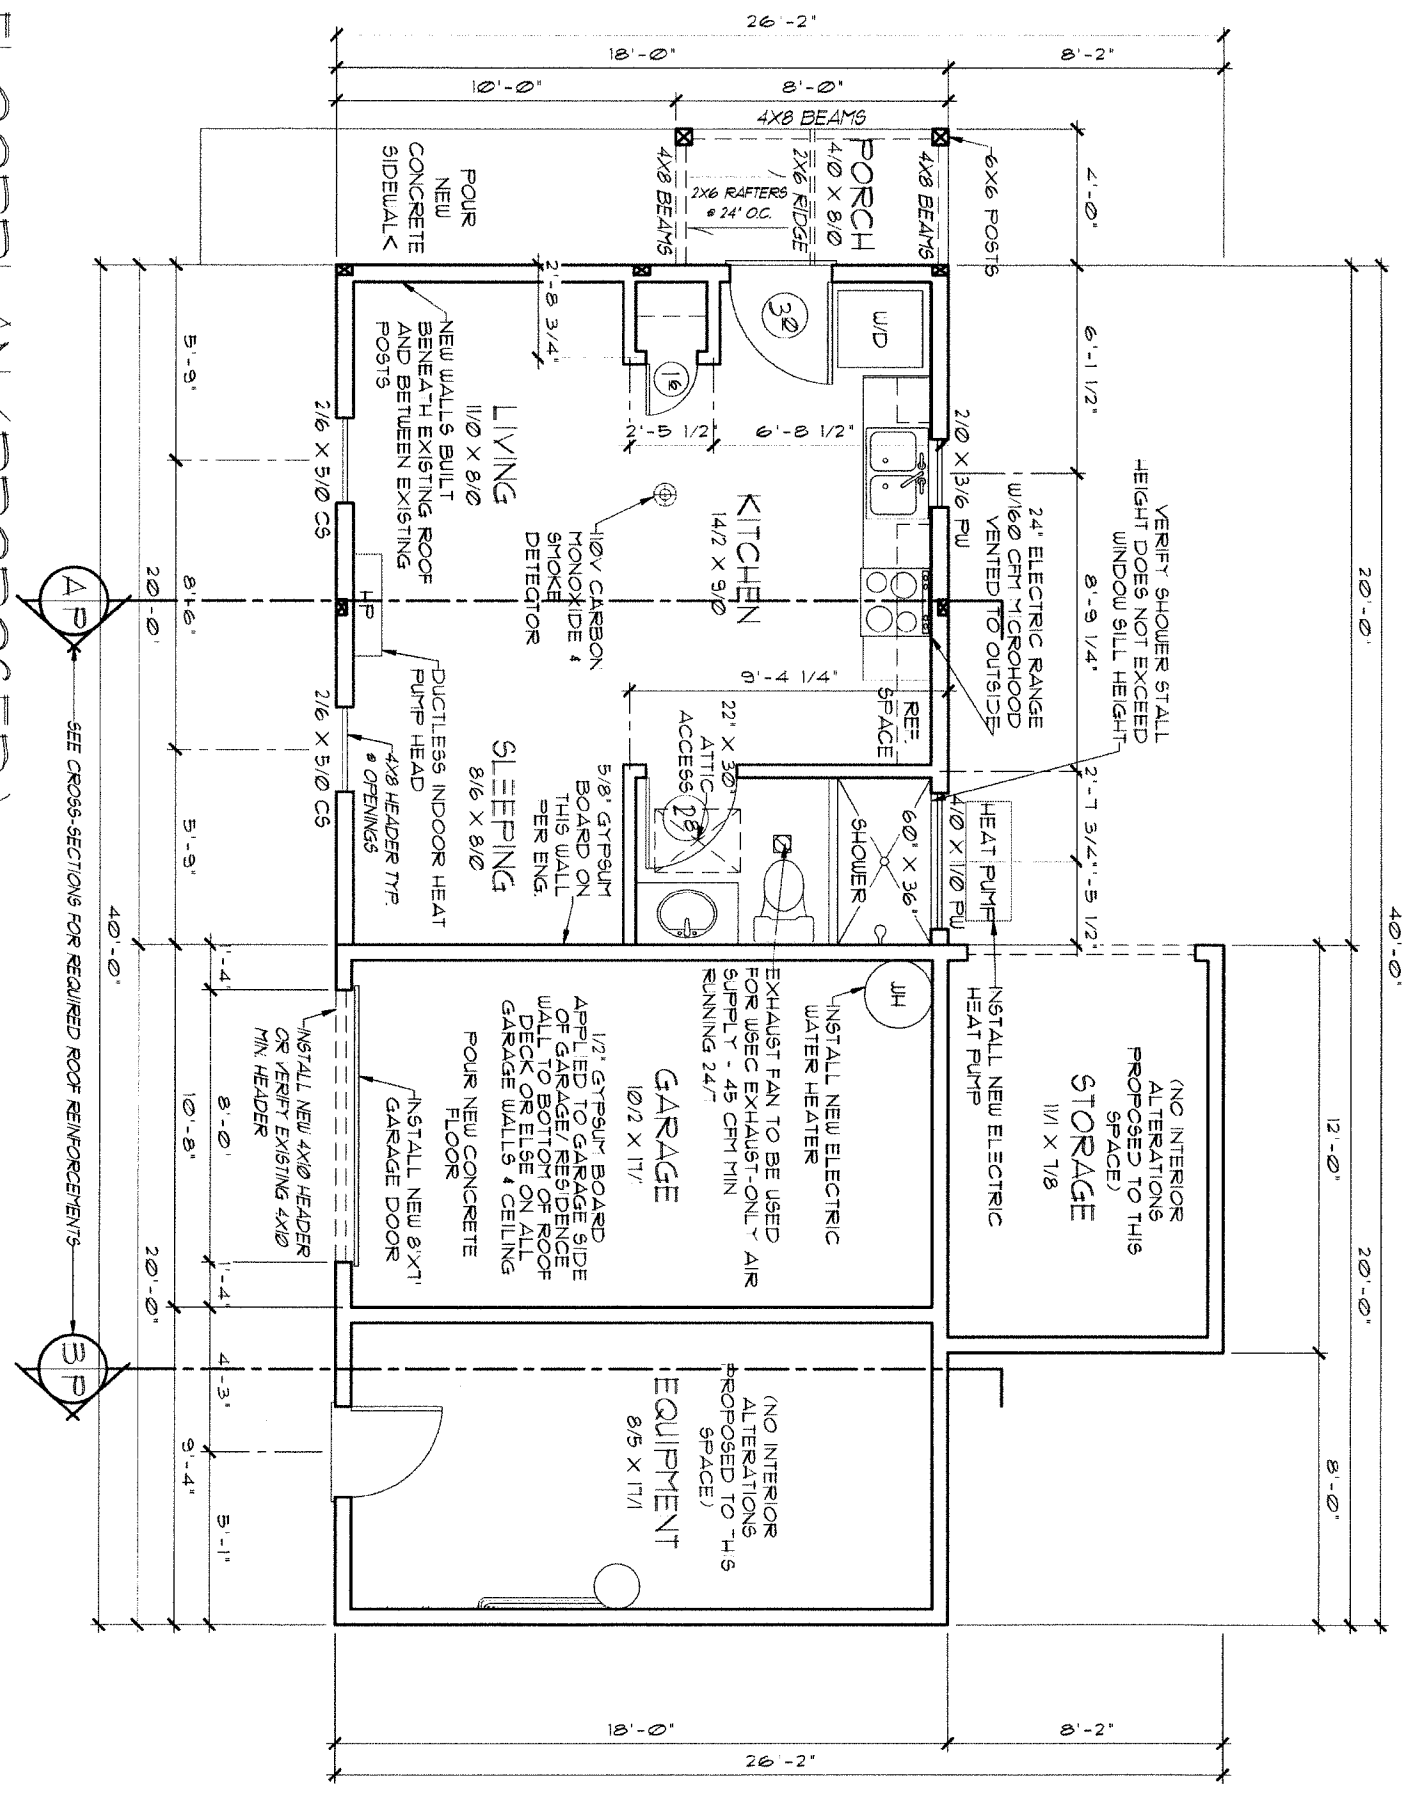 FLOORPLAN (PROPOSED)
40'-0"
20'-0"
20'-0"
12'-0"
8'-0"
4'-0"
6'-1 1/2"
8'-9 1/4"
2'-7 3/4"
-5 1/2"
26'-2"
18'-0"
8'-2"
10'-0"
8'-0"
4X8 BEAMS
6X6 POSTS
4X8 BEAMS
PORCH
4/0 X 8/0
2X6 RIDGE
2X6 RAFTERS
@ 24" O.C.
4X8 BEAMS
POUR
NEW
CONCRETE
SIDEWALK
VERIFY SHOWER STALL
HEIGHT DOES NOT EXCEED
WINDOW SILL HEIGHT
24" ELECTRIC RANGE
W/160 CFM MICROHOOD
VENTED TO OUTSIDE
2/0 X 3/6 PW
4/0 X 1/0 PW
HEAT PUMP
INSTALL NEW ELECTRIC
HEAT PUMP
(NO INTERIOR
ALTERATIONS
PROPOSED TO THIS
SPACE)
STORAGE
11/1 X 7/8
W/D
30
REF.
SPACE
60" X 36"
SHOWER
WH
INSTALL NEW ELECTRIC
WATER HEATER
9'-4 1/4"
6'-8 1/2"
2'-5 1/2"
KITCHEN
14/2 X 9/0
22" X 30"
ATTIC
ACCESS
28
EXHAUST FAN TO BE USED
FOR WSEC EXHAUST-ONLY AIR
SUPPLY - 45 CFM MIN
RUNNING 24/7
16
110V CARBON
MONOXIDE &
SMOKE
DETECTOR
2'-8 3/4"
LIVING
11/0 X 8/0
NEW WALLS BUILT
BENEATH EXISTING ROOF
AND BETWEEN EXISTING
POSTS
SLEEPING
8/6 X 8/0
5/8" GYPSUM
BOARD ON
THIS WALL
PER ENG.
HP
DUCTLESS INDOOR HEAT
PUMP HEAD
4X8 HEADER TYP.
@ OPENINGS
2/6 X 5/0 CS
2/6 X 5/0 CS
GARAGE
10/2 X 17/1
1/2" GYPSUM BOARD
APPLIED TO GARAGE SIDE
OF GARAGE/RESIDENCE
WALL TO BOTTOM OF ROOF
DECK OR ELSE ON ALL
GARAGE WALLS & CEILING
POUR NEW CONCRETE
FLOOR
INSTALL NEW 8'X7'
GARAGE DOOR
INSTALL NEW 4X10 HEADER
OR VERIFY EXISTING 4X10
MIN. HEADER
(NO INTERIOR
ALTERATIONS
PROPOSED TO THIS
SPACE)
EQUIPMENT
8/5 X 17/1
18'-0"
8'-2"
26'-2"
1'-4"
8'-0"
1'-4"
4'-3"
5'-1"
5'-9"
8'-6"
5'-9"
10'-8"
9'-4"
20'-0"
20'-0"
40'-0"
AP
SEE CROSS-SECTIONS FOR REQUIRED ROOF REINFORCEMENTS
BP